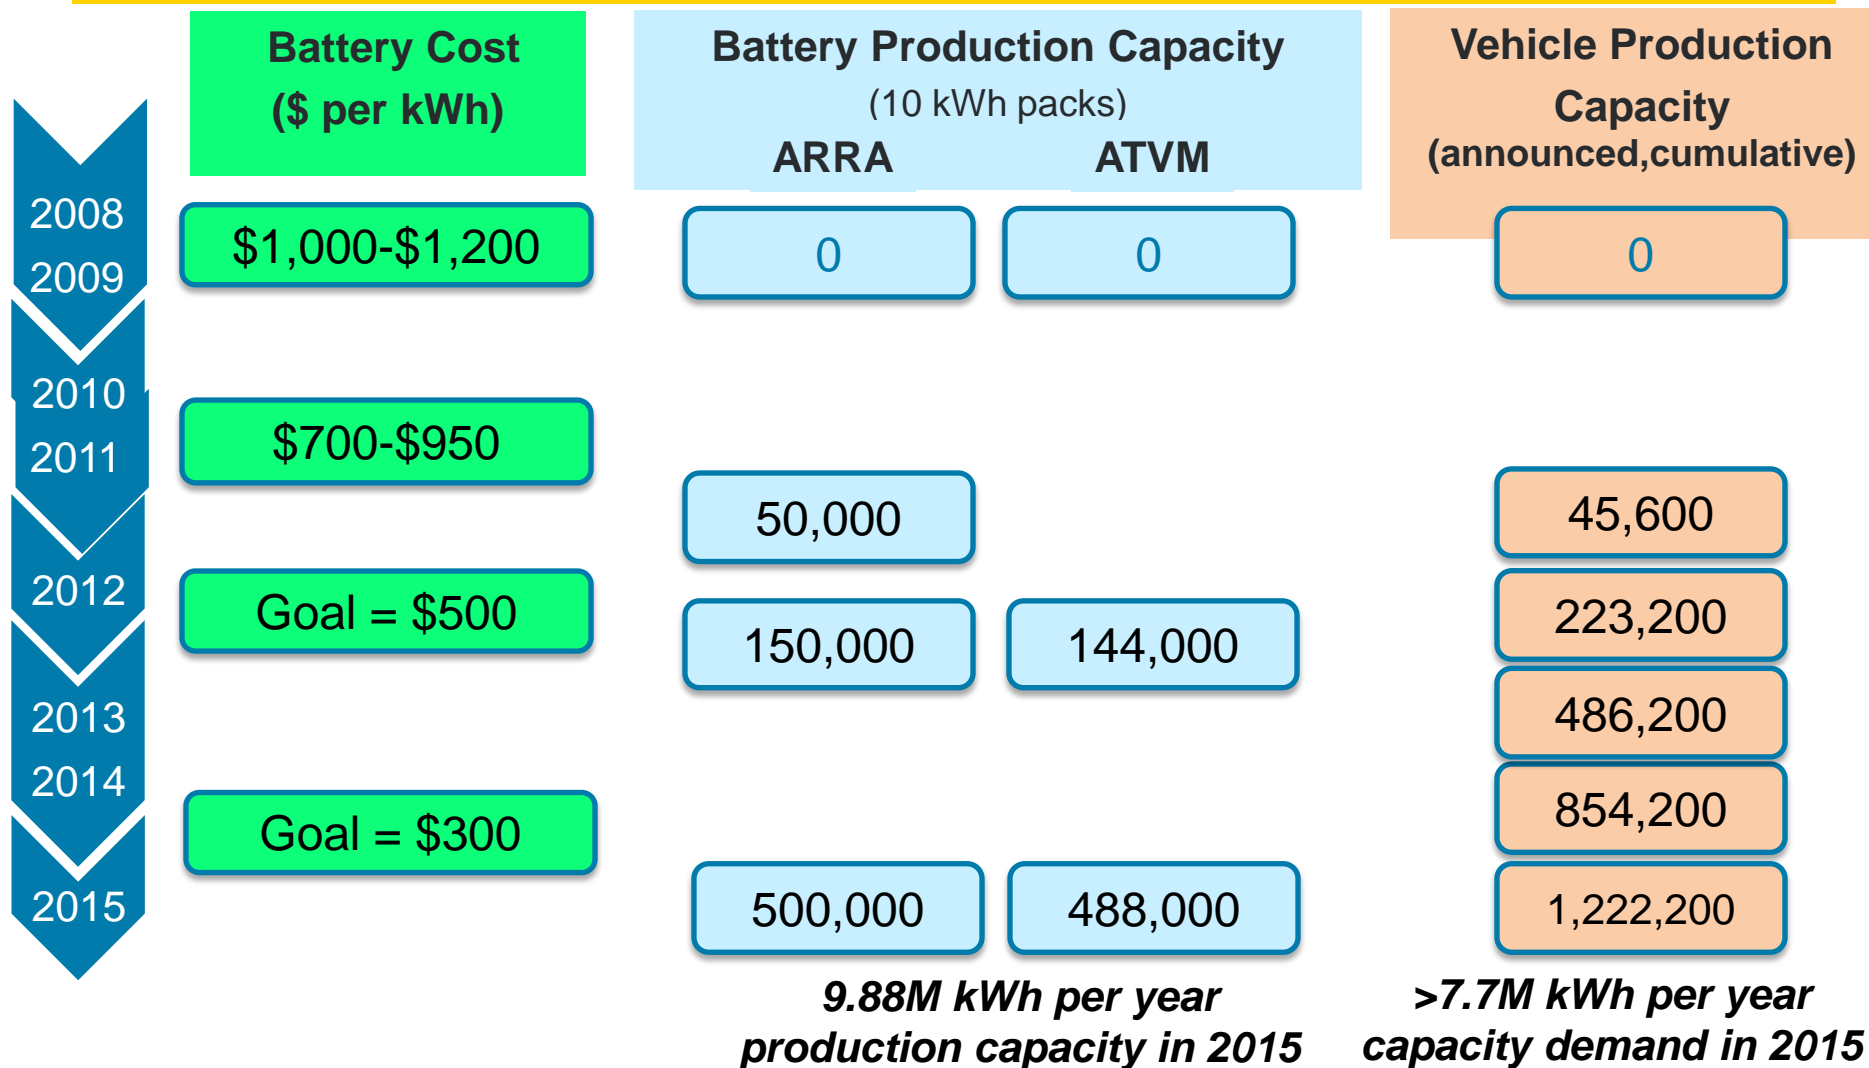 Battery Cost
($ per kWh)
Battery Production Capacity
(10 kWh packs)
ARRA ATVM
Vehicle Production
Capacity
(announced,cumulative)
2008
2009
$1,000-$1,200
0
0
0
2010
2011
$700-$950
50,000
45,600
2012
Goal = $500
150,000
144,000
223,200
2013
486,200
2014
Goal = $300
854,200
2015
500,000
488,000
1,222,200
9.88M kWh per year
production capacity in 2015
>7.7M kWh per year
capacity demand in 2015